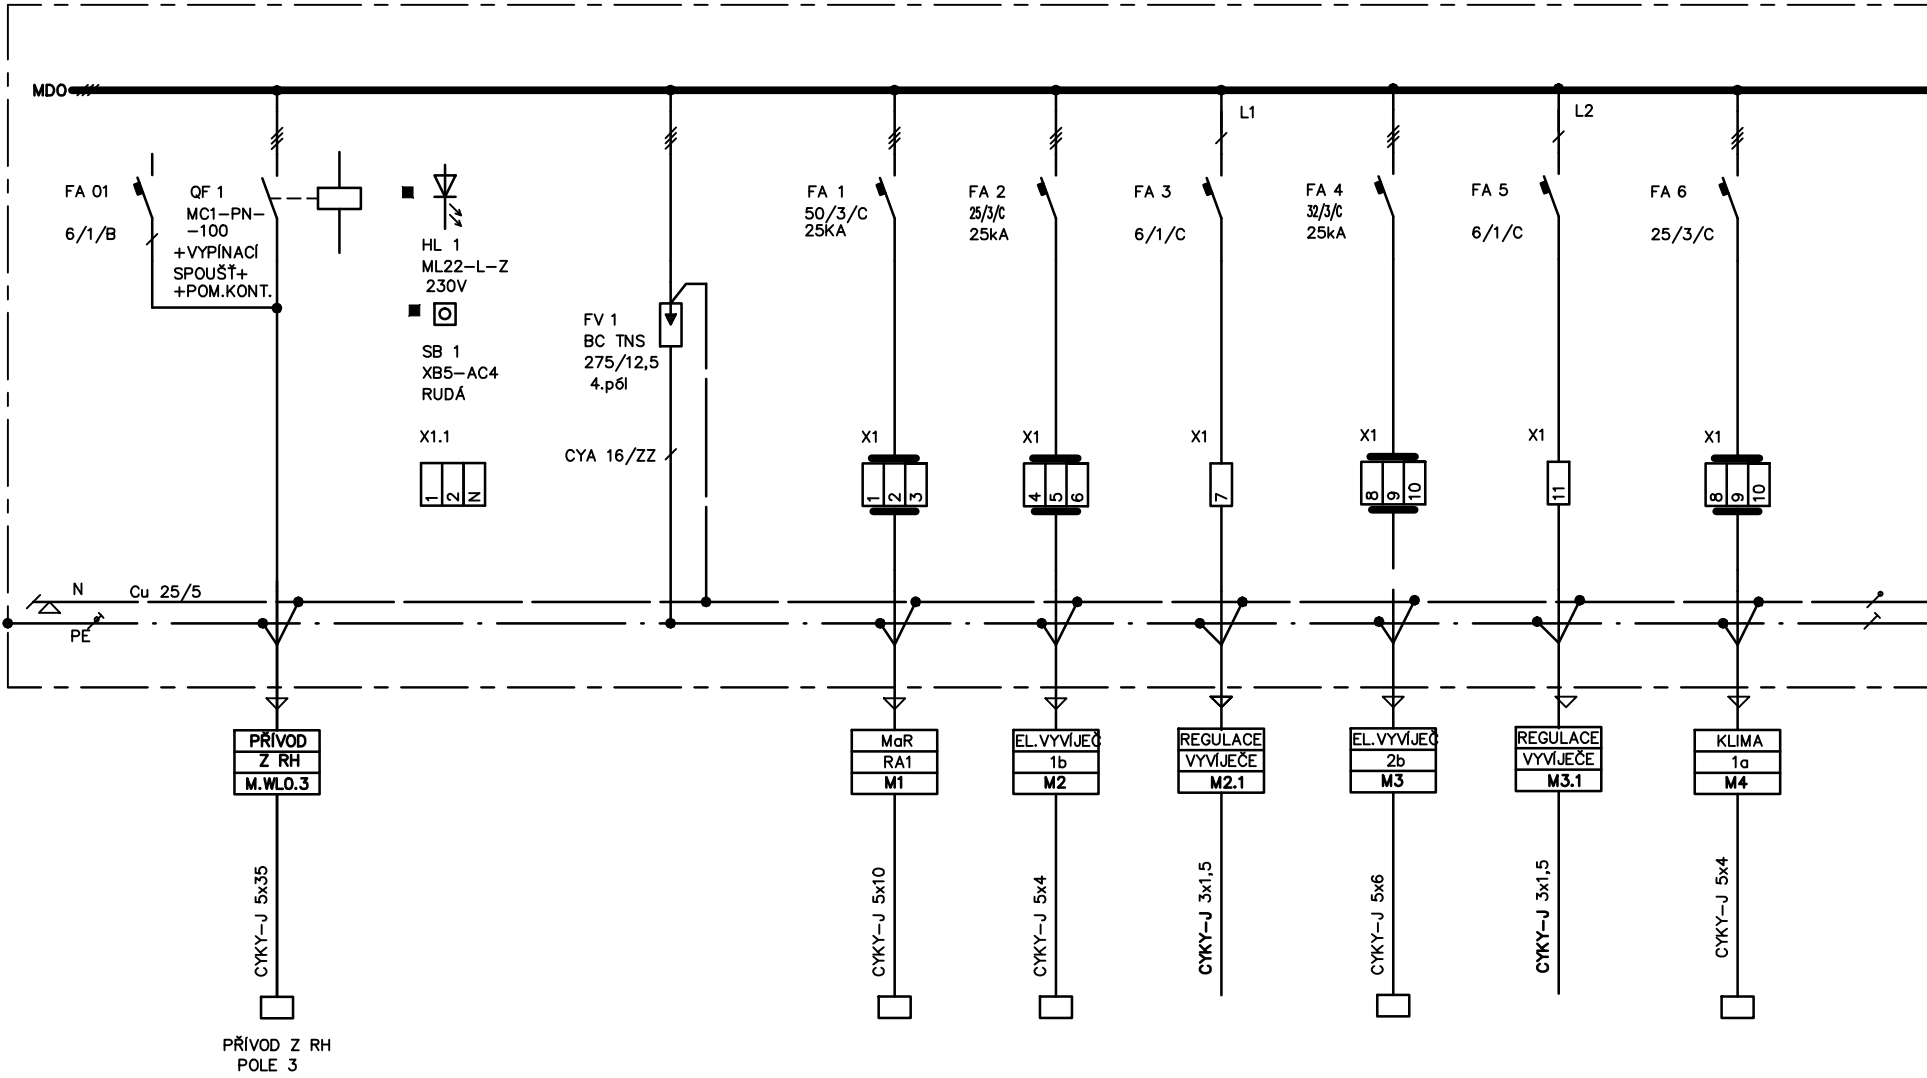 MDO
L1
L2
FA 01
6/1/B
QF 1
MC1-PN-
-100
+VYPÍNACÍ
SPOUŠŤ+
+POM.KONT.
HL 1
ML22-L-Z
230V
SB 1
XB5-AC4
RUDÁ
X1.1
1
2
N
FV 1
BC TNS
275/12,5
4.pól
CYA 16/ZZ
FA 1
50/3/C
25KA
X1
1
2
3
FA 2
25/3/C
25kA
X1
4
5
6
FA 3
6/1/C
X1
7
FA 4
32/3/C
25kA
X1
8
9
10
FA 5
6/1/C
X1
11
FA 6
25/3/C
X1
8
9
10
N
Cu 25/5
PE
PŘÍVOD
Z RH
M.WLO.3
CYKY-J 5x35
PŘÍVOD Z RH
POLE 3
MaR
RA1
M1
CYKY-J 5x10
EL.VYVÍJEČ
1b
M2
CYKY-J 5x4
REGULACE
VYVÍJEČE
M2.1
CYKY-J 3x1,5
EL.VYVÍJEČ
2b
M3
CYKY-J 5x6
REGULACE
VYVÍJEČE
M3.1
CYKY-J 3x1,5
KLIMA
1a
M4
CYKY-J 5x4